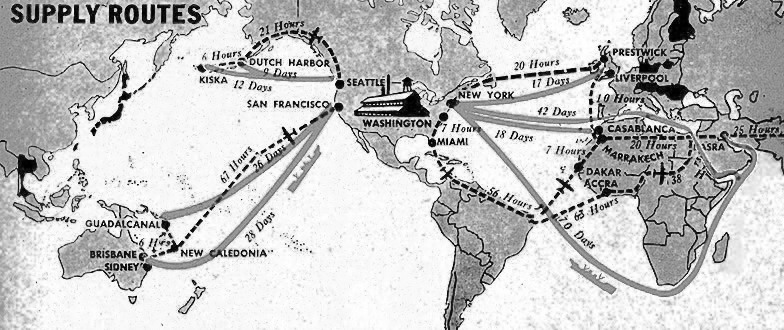 SUPPLY ROUTES
21 Hours
6 Hours
DUTCH HARBOR
KISKA
9 Days
12 Days
SEATTLE
SAN FRANCISCO
WASHINGTON
NEW YORK
20 Hours
17 Days
PRESTWICK
LIVERPOOL
10 Hours
42 Days
18 Days
CASABLANCA
MARRAKECH
20 Hours
25 Hours
ASRA
7 Hours
MIAMI
7 Hours
DAKAR
ACCRA
38
56 Hours
63 Hours
70 Days
67 Hours
26 Days
28 Days
GUADALCANAL
6 Hrs
NEW CALEDONIA
BRISBANE
SIDNEY